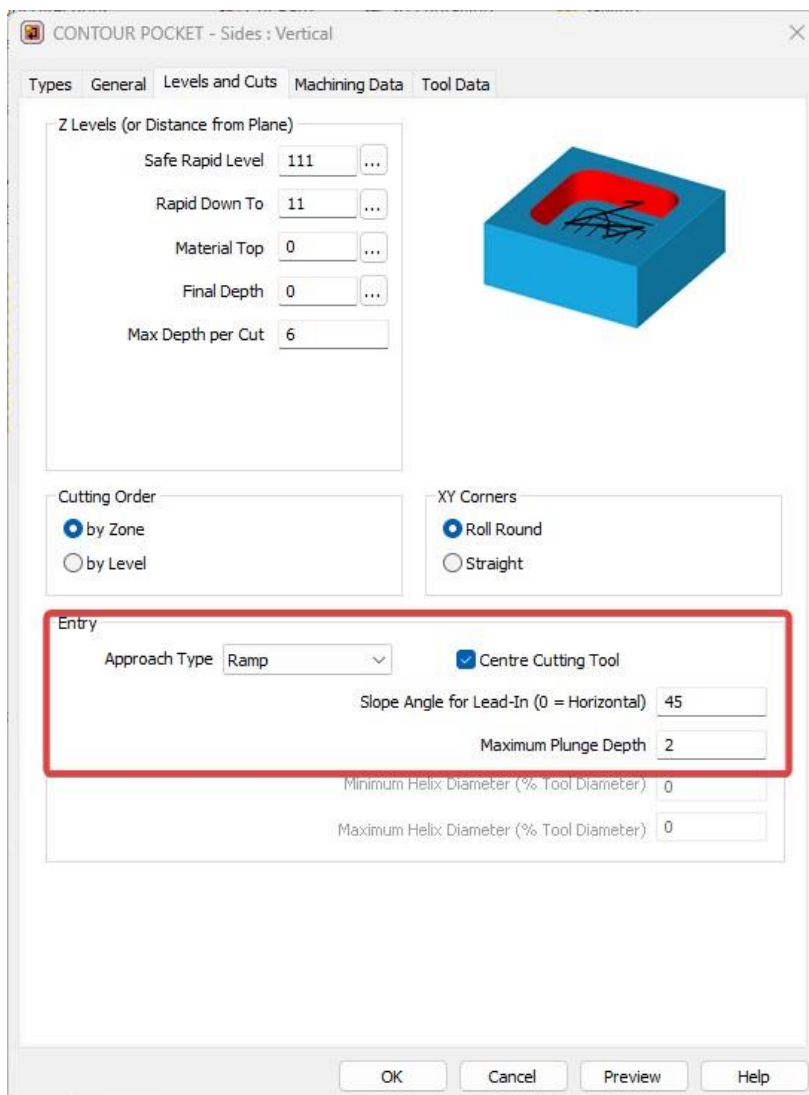 CONTOUR POCKET - Sides : Vertical
Types General Levels and Cuts Machining Data Tool Data
Z Levels (or Distance from Plane)
Safe Rapid Level 111 ...
Rapid Down To 11 ...
Material Top 0 ...
Final Depth 0 ...
Max Depth per Cut 6
Cutting Order
by Zone
by Level
XY Corners
Roll Round
Straight
Entry
Approach Type Ramp Centre Cutting Tool
Slope Angle for Lead-In (0 = Horizontal) 45
Maximum Plunge Depth 2
Minimum Helix Diameter (% Tool Diameter) 0
Maximum Helix Diameter (% Tool Diameter) 0
OK Cancel Preview Help